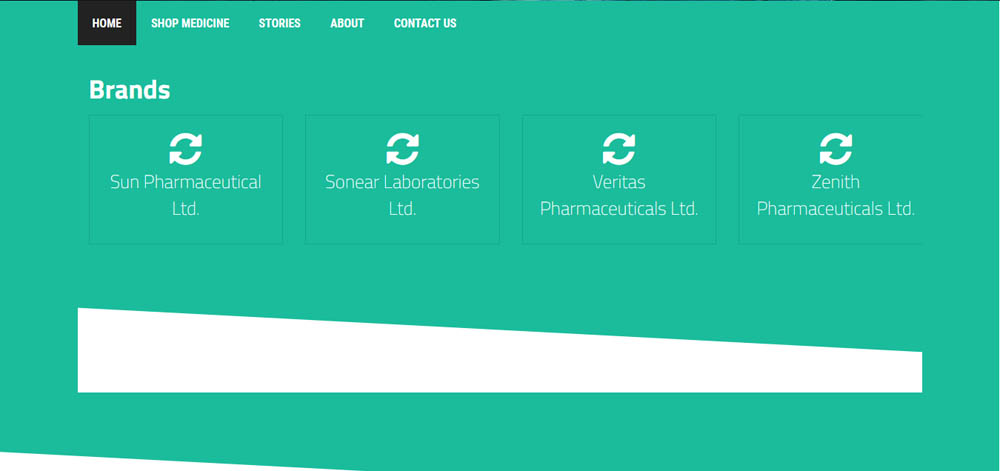 HOME SHOP MEDICINE STORIES ABOUT CONTACT US
Brands
Sun Pharmaceutical
Ltd.
Sonear Laboratories
Ltd.
Veritas
Pharmaceuticals Ltd.
Zenith
Pharmaceuticals Ltd.